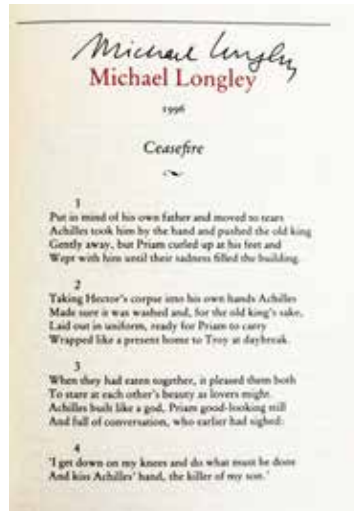 Michael Longley
Michael Longley
1996
Ceasefire
1
Put in mind of his own father and moved to tears
Achilles took him by the hand and pushed the old king
Gently away, but Priam curled up at his feet and
Wept with him until their sadness filled the building.
2
Taking Hector's corpse into his own hands Achilles
Made sure it was washed and, for the old king's sake,
Laid out in uniform, ready for Priam to carry
Wrapped like a present home to Troy at daybreak.
3
When they had eaten together, it pleased them both
To stare at each other's beauty as lovers might,
Achilles built like a god, Priam good-looking still
And full of conversation, who earlier had sighed:
4
'I get down on my knees and do what must be done
And kiss Achilles' hand, the killer of my son.'